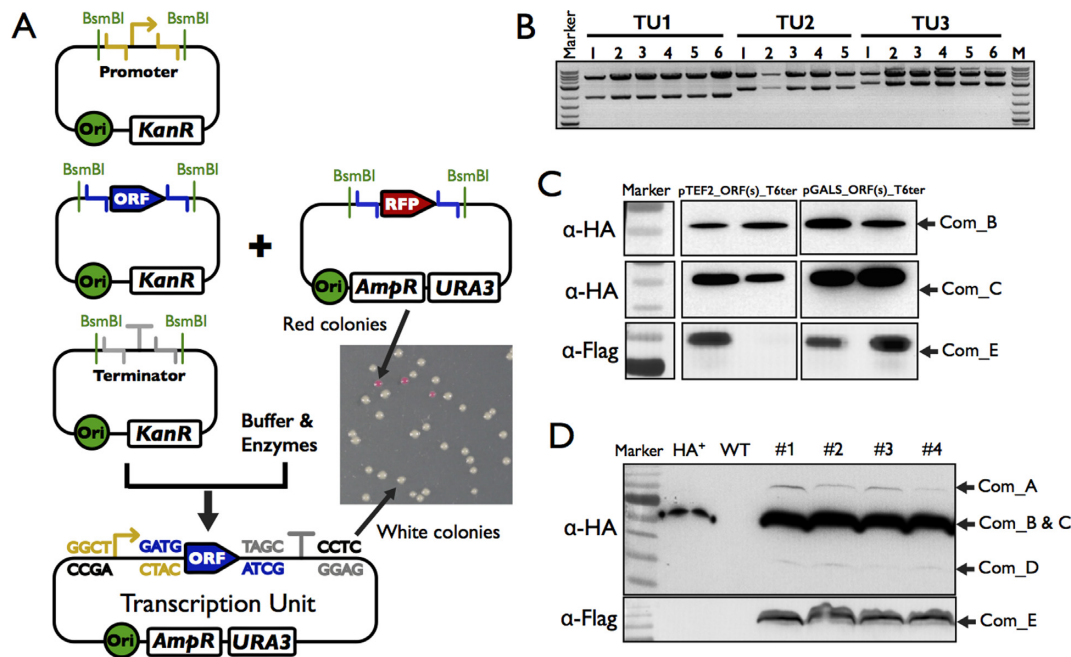 A
BsmBI BsmBI
Promoter
Ori KanR
BsmBI BsmBI
ORF
Ori KanR
+
BsmBI BsmBI
RFP
Ori AmpR URA3
Red colonies
BsmBI BsmBI
Terminator
Ori KanR
Buffer &
Enzymes
White colonies
GGCT GATG TAGC CCTC
CCGA CTAC ORF ATCG GGAG
Transcription Unit
Ori AmpR URA3
B
Marker TU1 TU2 TU3
1 2 3 4 5 6 1 2 3 4 5 1 2 3 4 5 6 M
C
Marker pTEF2_ORF(s)_T6ter pGALS_ORF(s)_T6ter
α-HA Com_B
α-HA Com_C
α-Flag Com_E
D
Marker HA+ WT #1 #2 #3 #4
Com_A
α-HA Com_B & C
Com_D
α-Flag Com_E